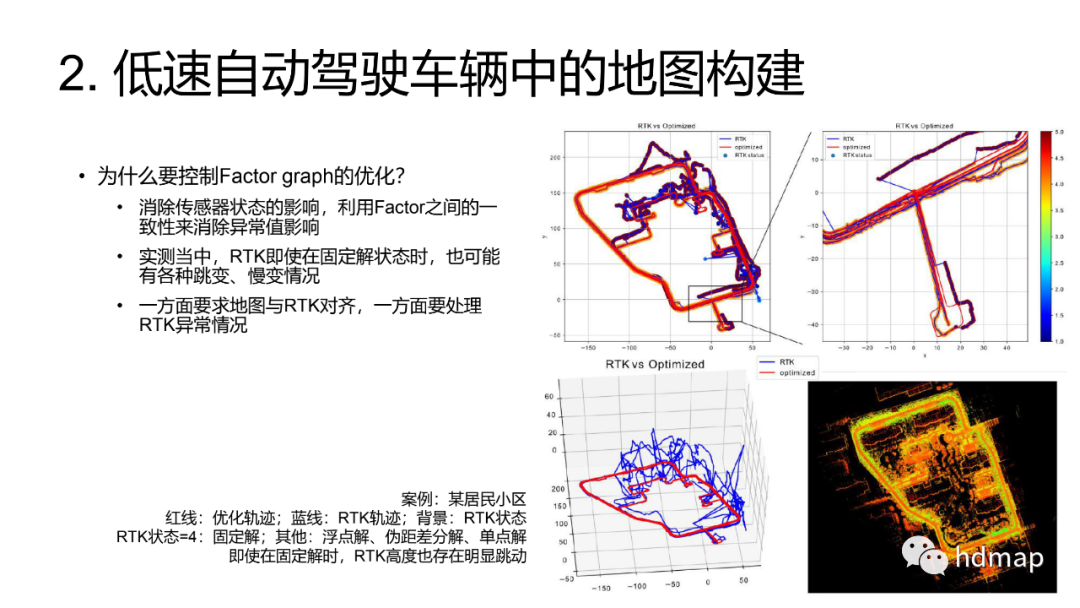 2. 低速自动驾驶车辆中的地图构建
• 为什么要控制Factor graph的优化?
• 消除传感器状态的影响，利用Factor之间的一
致性来消除异常值影响
• 实测当中，RTK即使在固定解状态时，也可能
有各种跳变、慢变情况
• 一方面要求地图与RTK对齐，一方面要处理
RTK异常情况
案例：某居民小区
红线：优化轨迹；蓝线：RTK轨迹；背景：RTK状态
RTK状态=4：固定解；其他：浮点解、伪距差分解、单点解
即使在固定解时，RTK高度也存在明显跳动
RTK vs Optimized
RTK
optimized
RTK status
200
150
100
50
0
−50
−150
−100
−50
0
50
x
y
RTK vs Optimized
RTK
optimized
RTK status
10
0
−10
−20
−30
−40
−30
−20
−10
0
10
20
30
40
x
y
5.0
4.5
4.0
3.5
3.0
2.5
2.0
1.5
1.0
RTK vs Optimized
RTK
optimized
60
40
20
0
200
150
100
50
0
−50
−150
−100
−50
0
50
hdmap